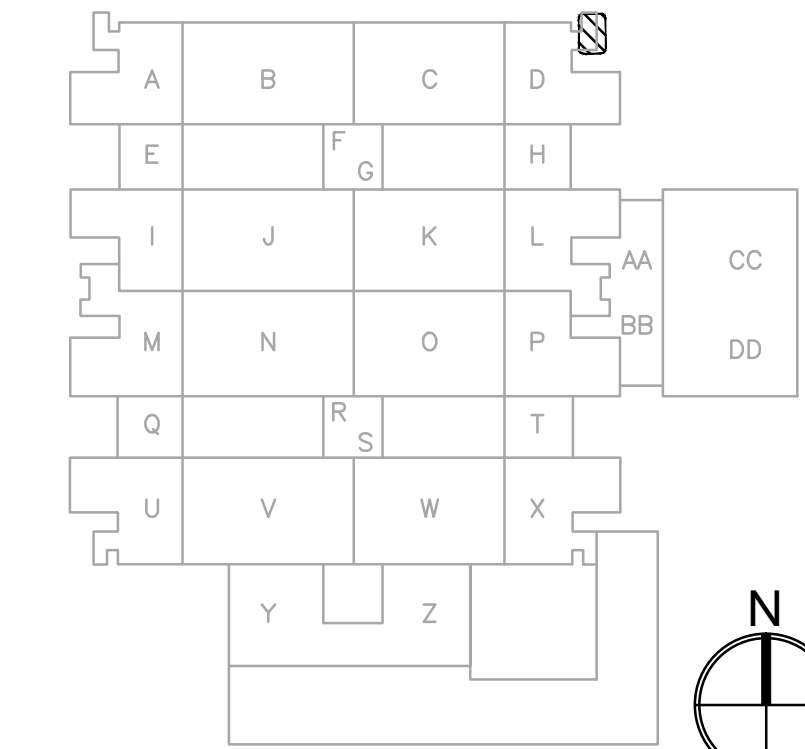 A B C D
E F G H
I J K L
AA CC
BB DD
M N O P
Q R S T
U V W X
Y Z
N